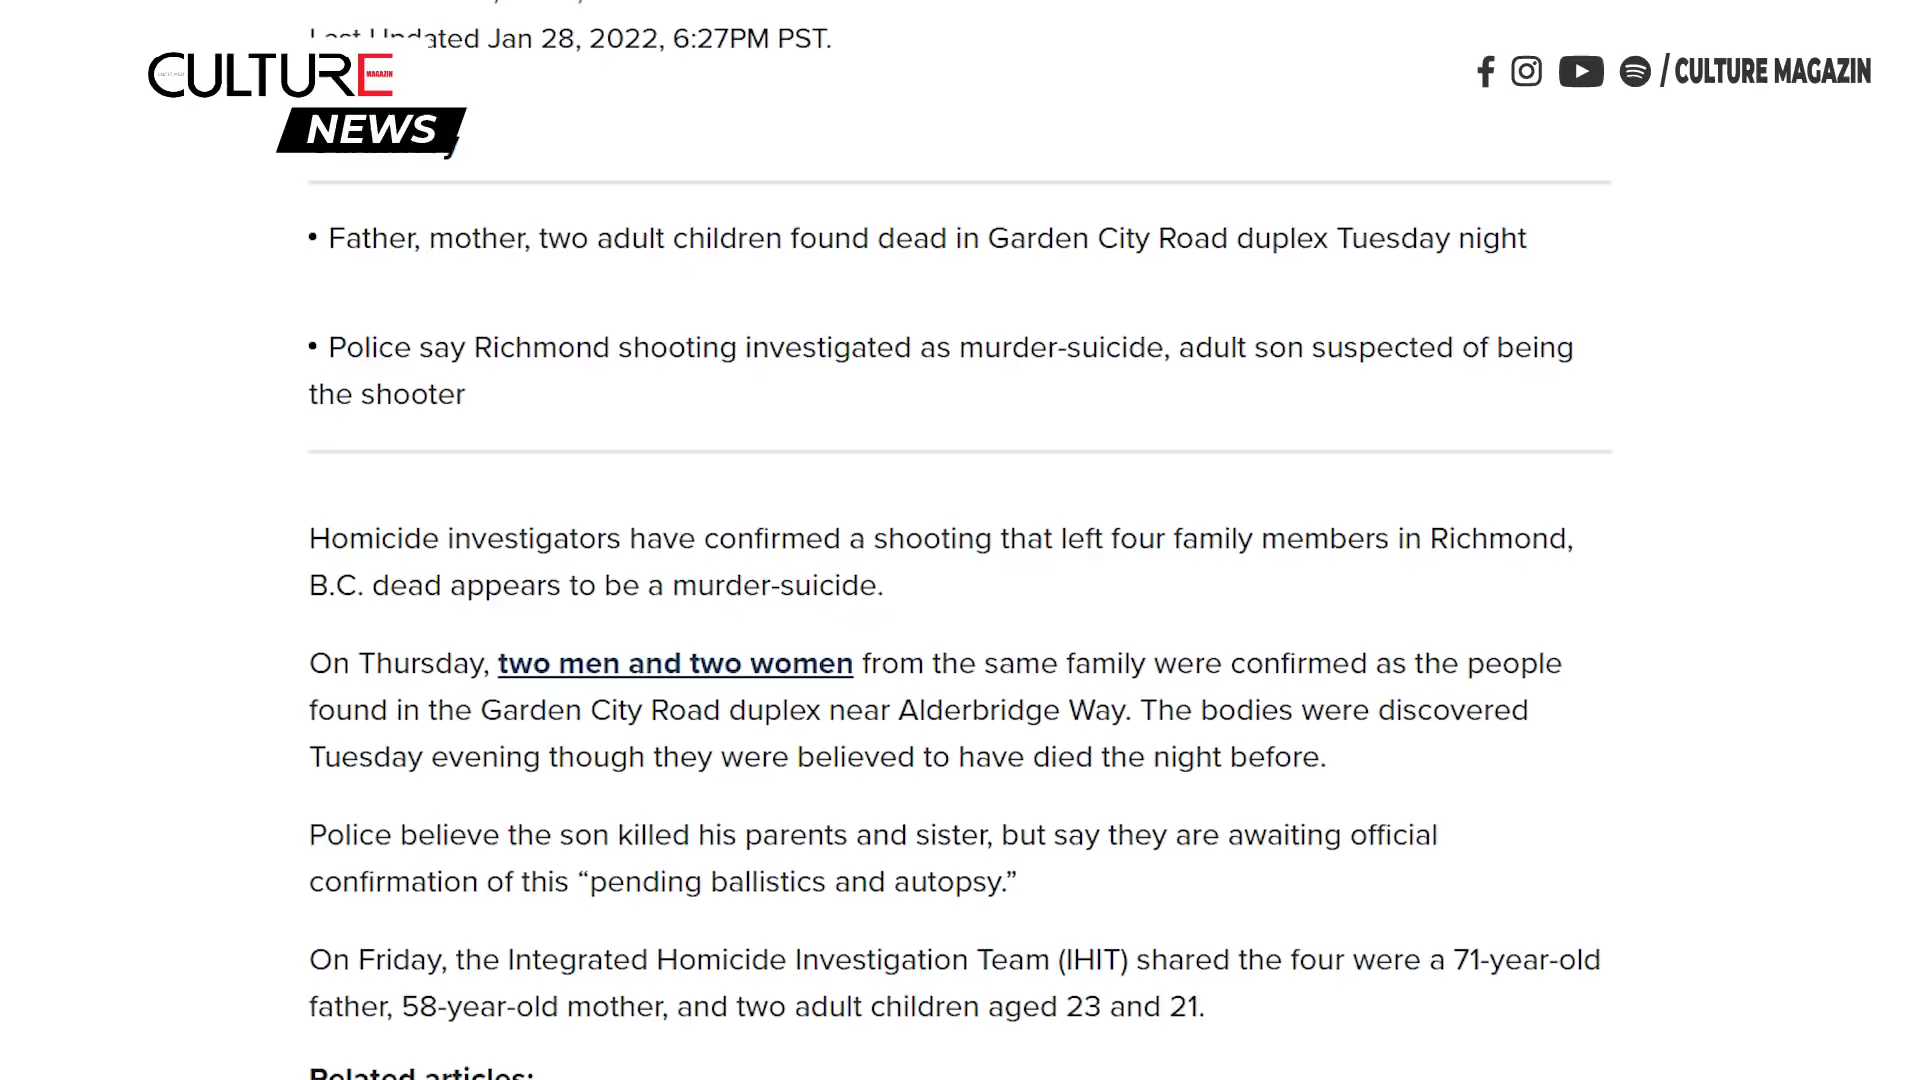 Last Updated Jan 28, 2022, 6:27PM PST.
CULTURE
MAGAZIN
NEWS
/ CULTURE MAGAZIN
• Father, mother, two adult children found dead in Garden City Road duplex Tuesday night
• Police say Richmond shooting investigated as murder-suicide, adult son suspected of being
the shooter
Homicide investigators have confirmed a shooting that left four family members in Richmond,
B.C. dead appears to be a murder-suicide.
On Thursday, two men and two women from the same family were confirmed as the people
found in the Garden City Road duplex near Alderbridge Way. The bodies were discovered
Tuesday evening though they were believed to have died the night before.
Police believe the son killed his parents and sister, but say they are awaiting official
confirmation of this “pending ballistics and autopsy.”
On Friday, the Integrated Homicide Investigation Team (IHIT) shared the four were a 71-year-old
father, 58-year-old mother, and two adult children aged 23 and 21.
Related articles: